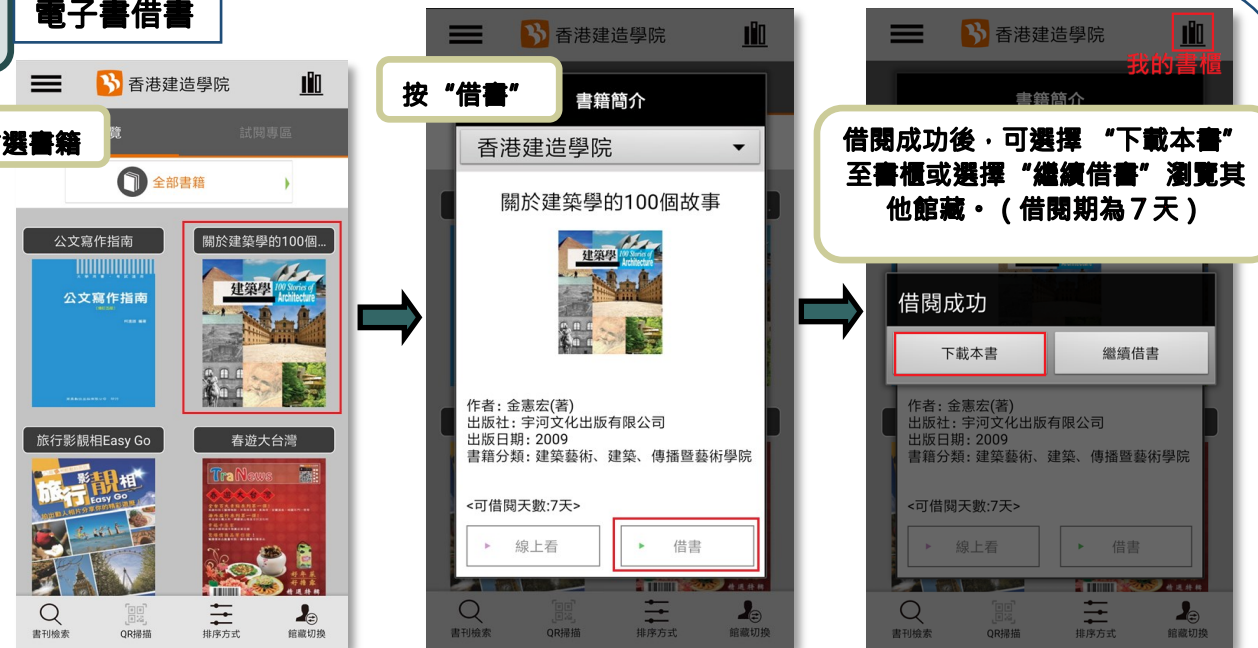 電子書借書
香港建造學院
選書籍
覽
試閱專區
全部書籍
公文寫作指南
關於建築學的100個...
公文寫作指南
建築學 100 Stories of Architecture
旅行影靚相Easy Go
春遊大台灣
旅行影靚相
Easy Go
TraNews
春遊大台灣
書刊檢索
QR掃描
排序方式
館藏切換
香港建造學院
按“借書”
書籍簡介
香港建造學院
關於建築學的100個故事
建築學 100 Stories of Architecture
作者: 金憲宏(著)
出版社: 宇河文化出版有限公司
出版日期: 2009
書籍分類: 建築藝術、建築、傳播暨藝術學院
<可借閱天數:7天>
線上看
借書
書刊檢索
QR掃描
排序方式
館藏切換
香港建造學院
我的書櫃
書籍簡介
借閱成功後，可選擇 “下載本書”
至書櫃或選擇“繼續借書”瀏覽其
他館藏。(借閱期為7天)
借閱成功
下載本書
繼續借書
作者: 金憲宏(著)
出版社: 宇河文化出版有限公司
出版日期: 2009
書籍分類: 建築藝術、建築、傳播暨藝術學院
<可借閱天數:7天>
線上看
借書
書刊檢索
QR掃描
排序方式
館藏切換